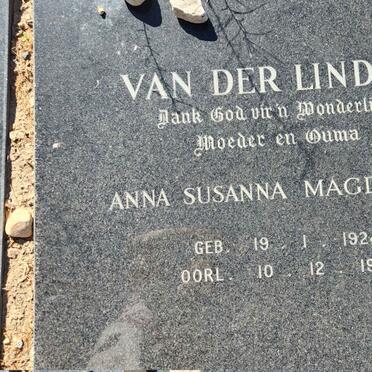 VAN DER LIND
Dank God vir'n Wonderli
Moeder en Ouma
ANNA SUSANNA MAGD
GEB. 19 . 1 . 192
OORL. 10 . 12 . 19